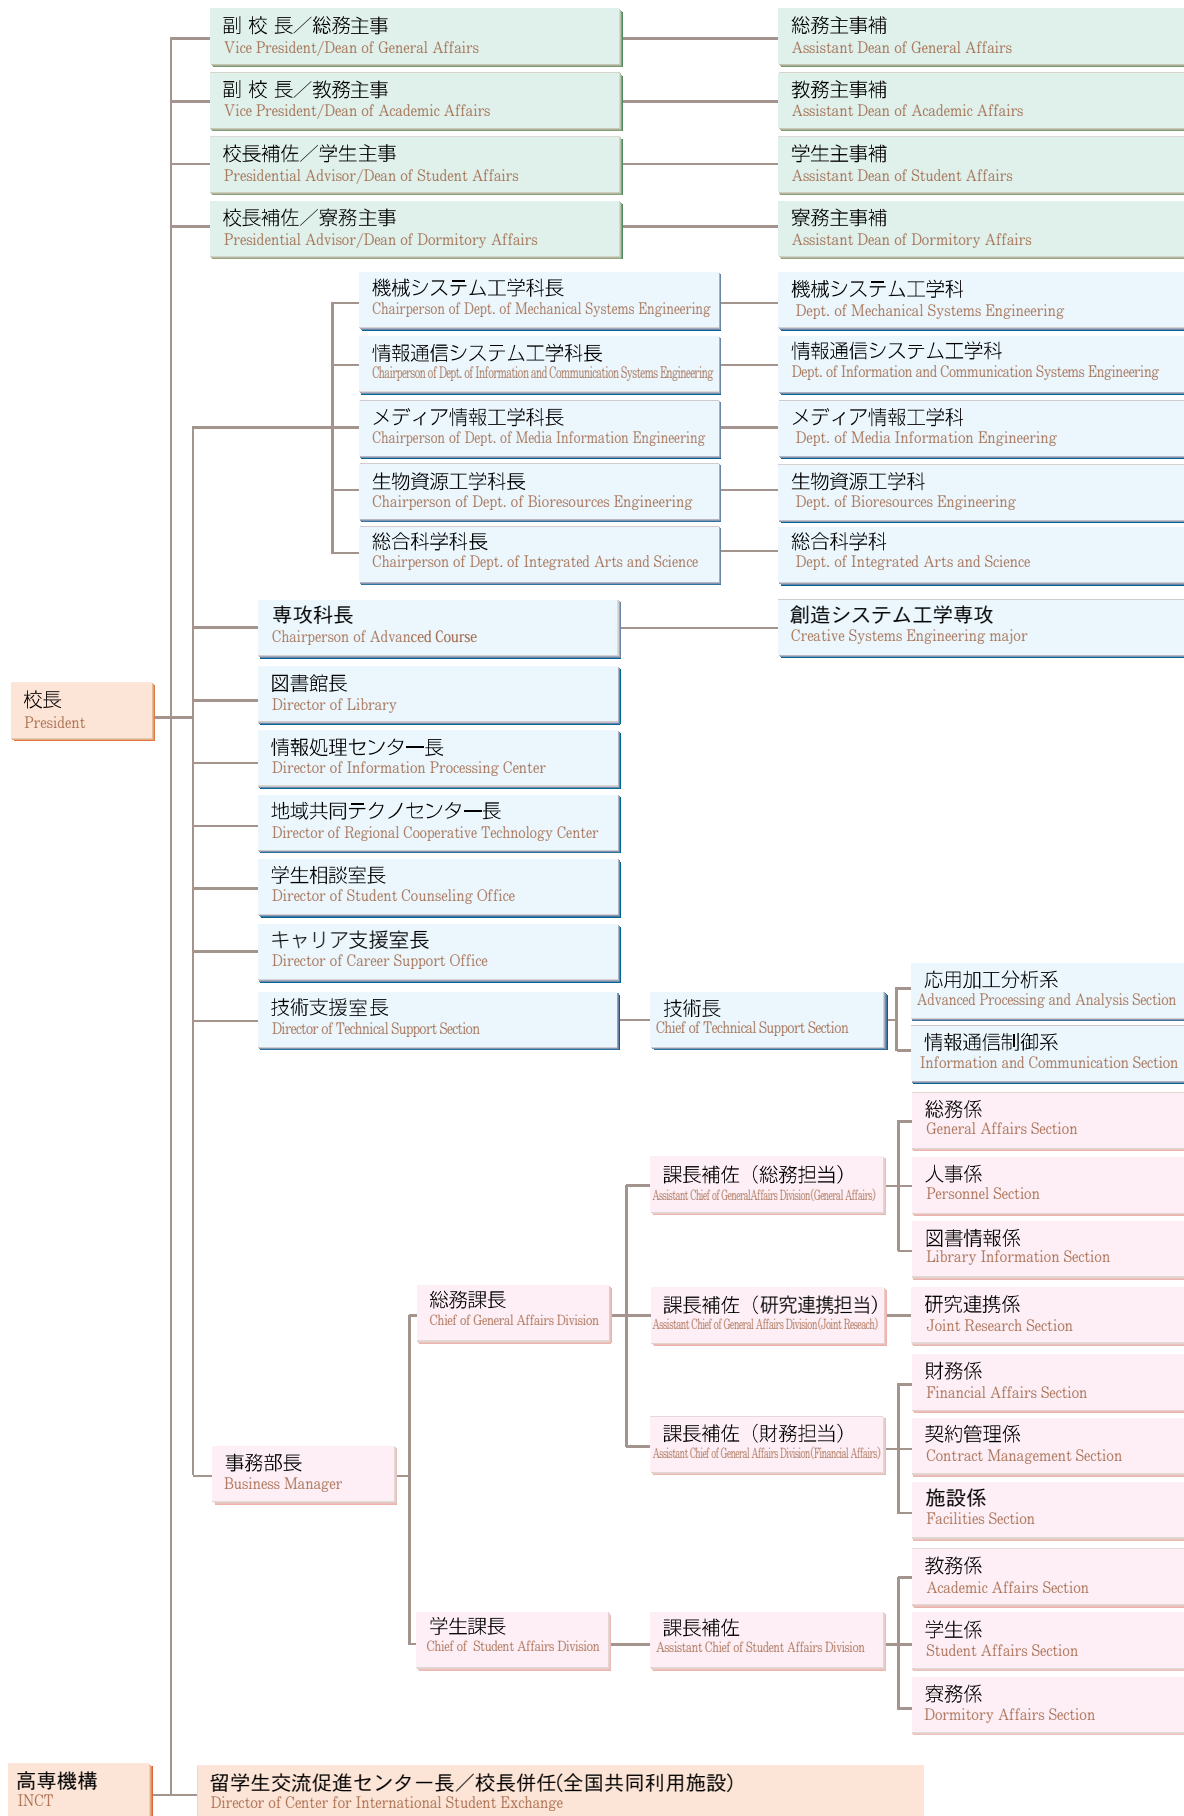 副 校 長／総務主事
Vice President/Dean of General Affairs
総務主事補
Assistant Dean of General Affairs
副 校 長／教務主事
Vice President/Dean of Academic Affairs
教務主事補
Assistant Dean of Academic Affairs
校長補佐／学生主事
Presidential Advisor/Dean of Student Affairs
学生主事補
Assistant Dean of Student Affairs
校長補佐／寮務主事
Presidential Advisor/Dean of Dormitory Affairs
寮務主事補
Assistant Dean of Dormitory Affairs
機械システム工学科長
Chairperson of Dept. of Mechanical Systems Engineering
機械システム工学科
Dept. of Mechanical Systems Engineering
情報通信システム工学科長
Chairperson of Dept. of Information and Communication Systems Engineering
情報通信システム工学科
Dept. of Information and Communication Systems Engineering
メディア情報工学科長
Chairperson of Dept. of Media Information Engineering
メディア情報工学科
Dept. of Media Information Engineering
生物資源工学科長
Chairperson of Dept. of Bioresources Engineering
生物資源工学科
Dept. of Bioresources Engineering
総合科学科長
Chairperson of Dept. of Integrated Arts and Science
総合科学科
Dept. of Integrated Arts and Science
専攻科長
Chairperson of Advanced Course
創造システム工学専攻
Creative Systems Engineering major
校長
President
図書館長
Director of Library
情報処理センター長
Director of Information Processing Center
地域共同テクノセンター長
Director of Regional Cooperative Technology Center
学生相談室長
Director of Student Counseling Office
キャリア支援室長
Director of Career Support Office
技術支援室長
Director of Technical Support Section
技術長
Chief of Technical Support Section
応用加工分析系
Advanced Processing and Analysis Section
情報通信制御系
Information and Communication Section
総務係
General Affairs Section
課長補佐（総務担当）
Assistant Chief of GeneralAffairs Division(General Affairs)
人事係
Personnel Section
図書情報係
Library Information Section
総務課長
Chief of General Affairs Division
課長補佐（研究連携担当）
Assistant Chief of General Affairs Division(Joint Reseach)
研究連携係
Joint Research Section
財務係
Financial Affairs Section
課長補佐（財務担当）
Assistant Chief of General Affairs Division(Financial Affairs)
契約管理係
Contract Management Section
施設係
Facilities Section
事務部長
Business Manager
教務係
Academic Affairs Section
学生課長
Chief of Student Affairs Division
課長補佐
Assistant Chief of Student Affairs Division
学生係
Student Affairs Section
寮務係
Dormitory Affairs Section
高専機構
INCT
留学生交流促進センター長／校長併任(全国共同利用施設)
Director of Center for International Student Exchange